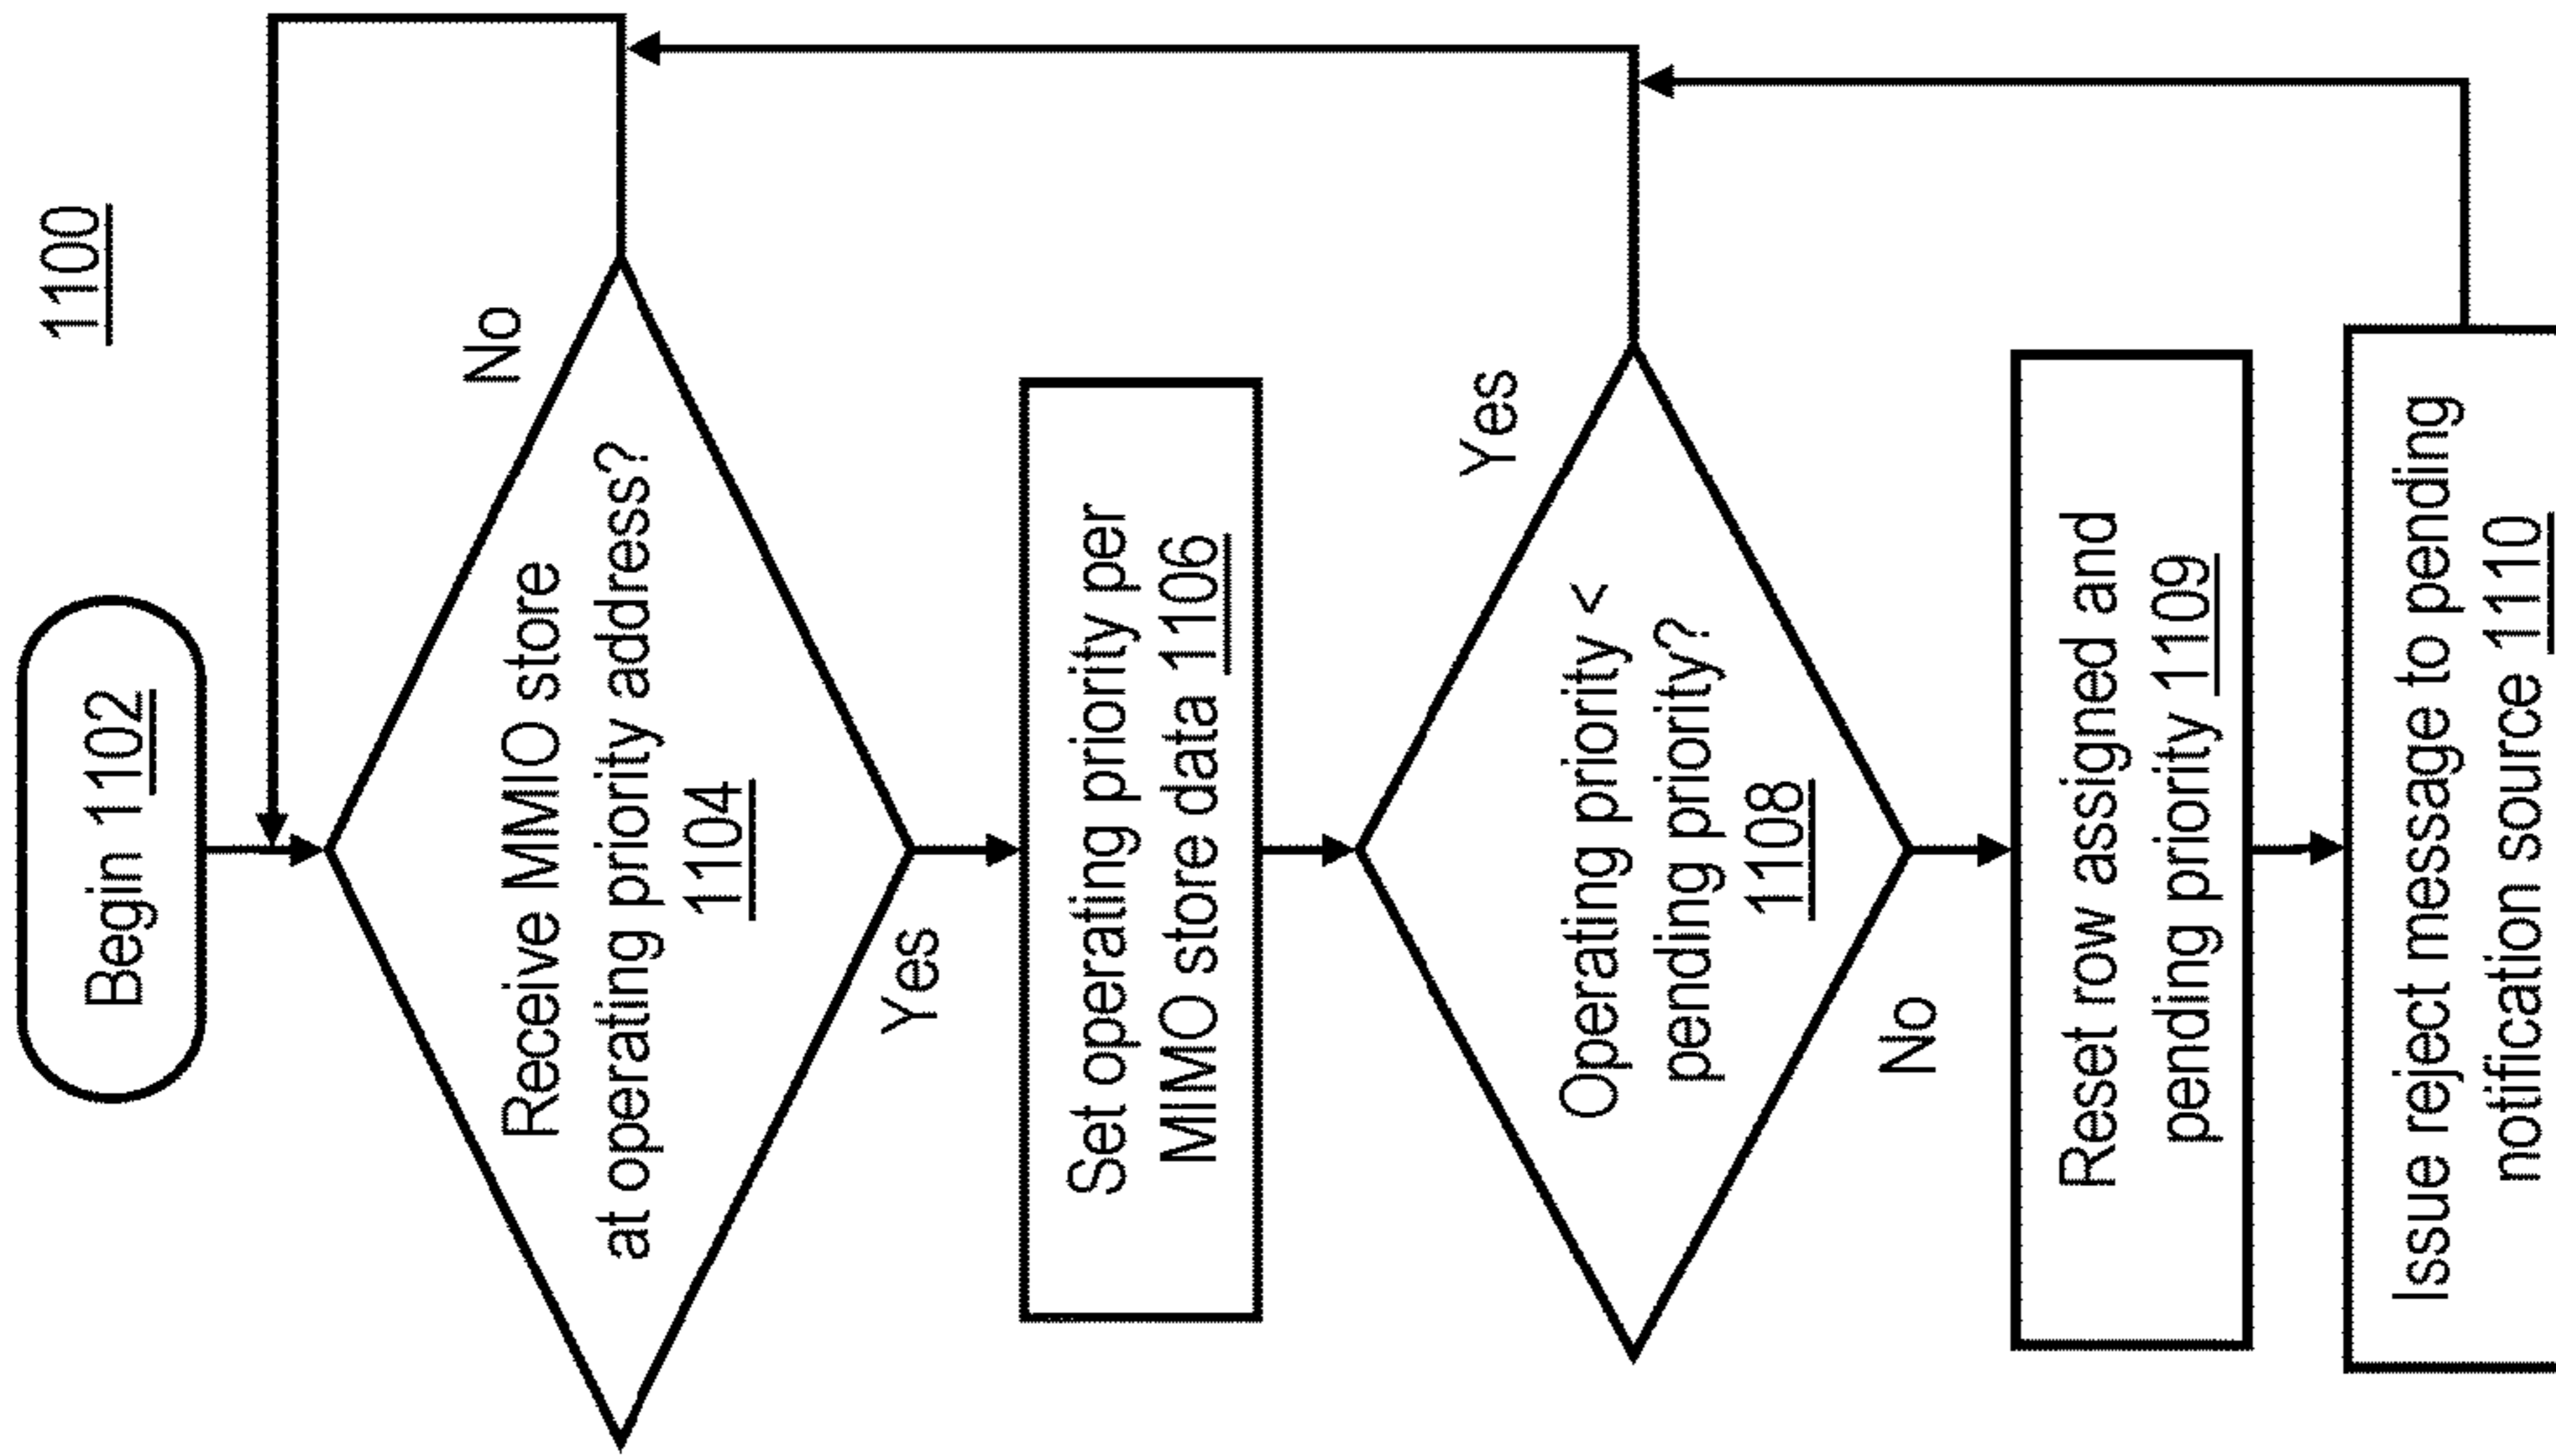 1100
Begin 1102
Receive MMIO store
at operating priority address?
1104
No
Yes
Set operating priority per
MIMO store data 1106
Operating priority <
pending priority?
1108
Yes
No
Reset row assigned and
pending priority 1109
Issue reject message to pending
notification source 1110